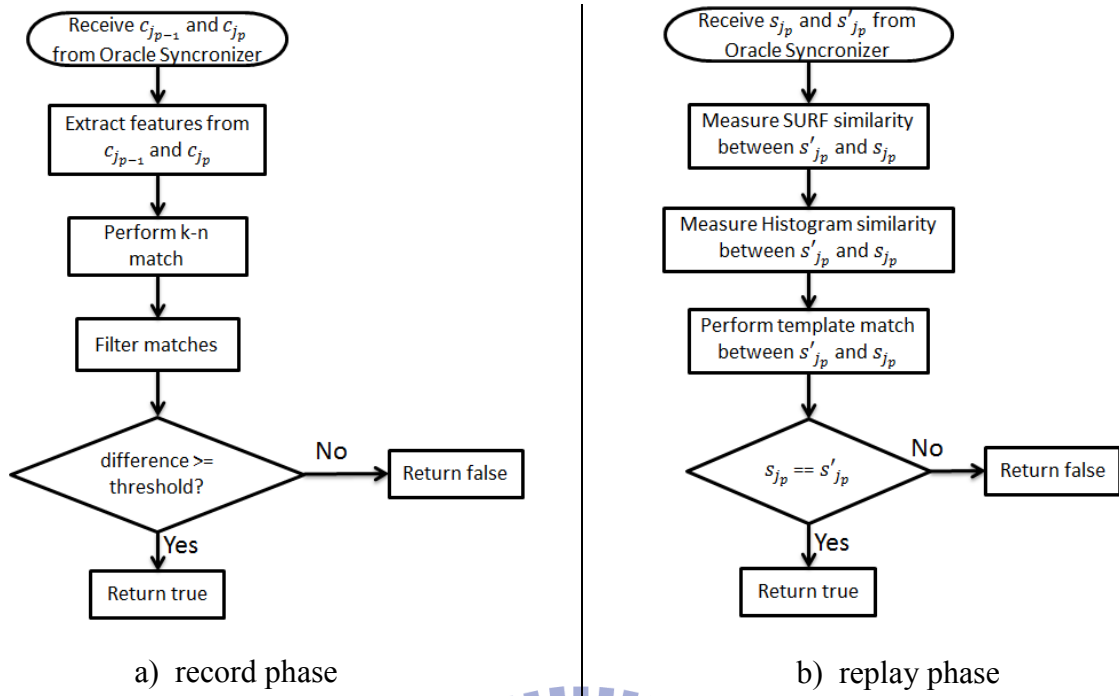 Receive c_{j_{p-1}} and c_{j_p}
from Oracle Syncronizer
Extract features from
c_{j_{p-1}} and c_{j_p}
Perform k-n
match
Filter matches
difference >=
threshold?
No
Return false
Yes
Return true
a) record phase
Receive s_{j_p} and s'_{j_p} from
Oracle Syncronizer
Measure SURF similarity
between s'_{j_p} and s_{j_p}
Measure Histogram similarity
between s'_{j_p} and s_{j_p}
Perform template match
between s'_{j_p} and s_{j_p}
s_{j_p} == s'_{j_p}
No
Return false
Yes
Return true
b) replay phase